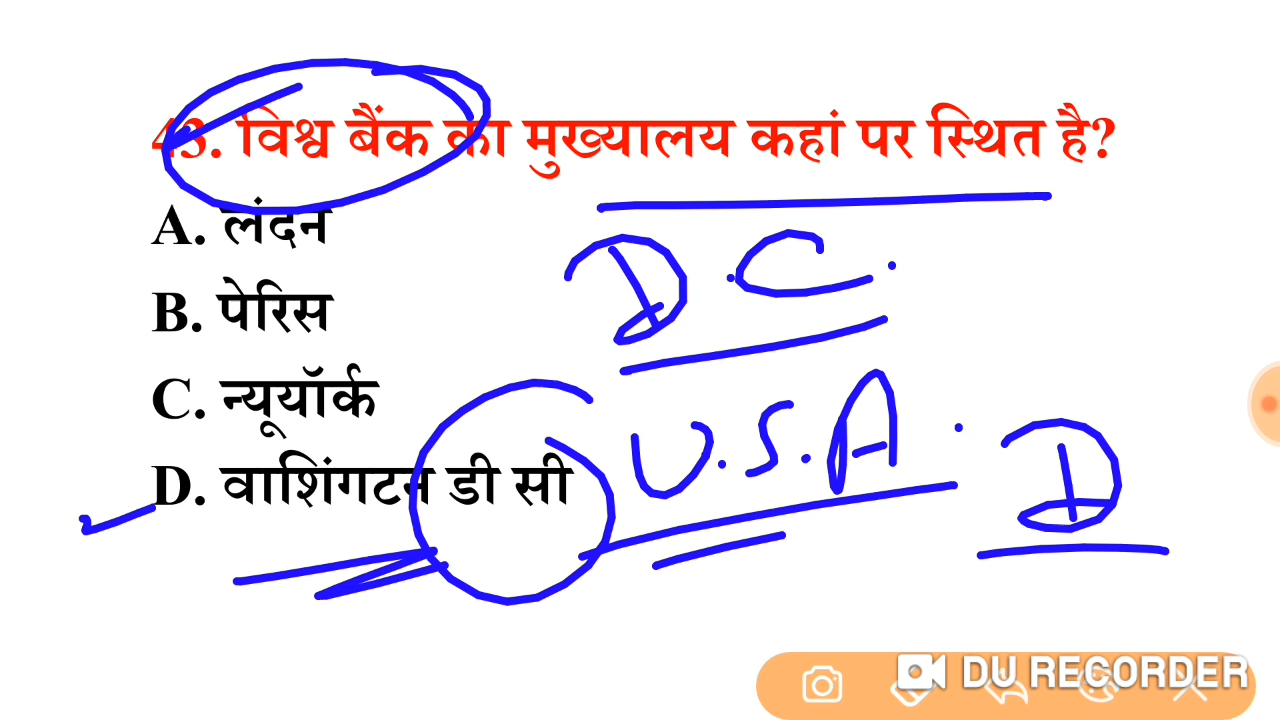 43. विश्व बैंक का मुख्यालय कहां पर स्थित है?
A. लंदन
D.C.
B. पेरिस
C. न्यूयॉर्क
U.S.A.
D
D. वाशिंगटन डी सी
DU RECORDER